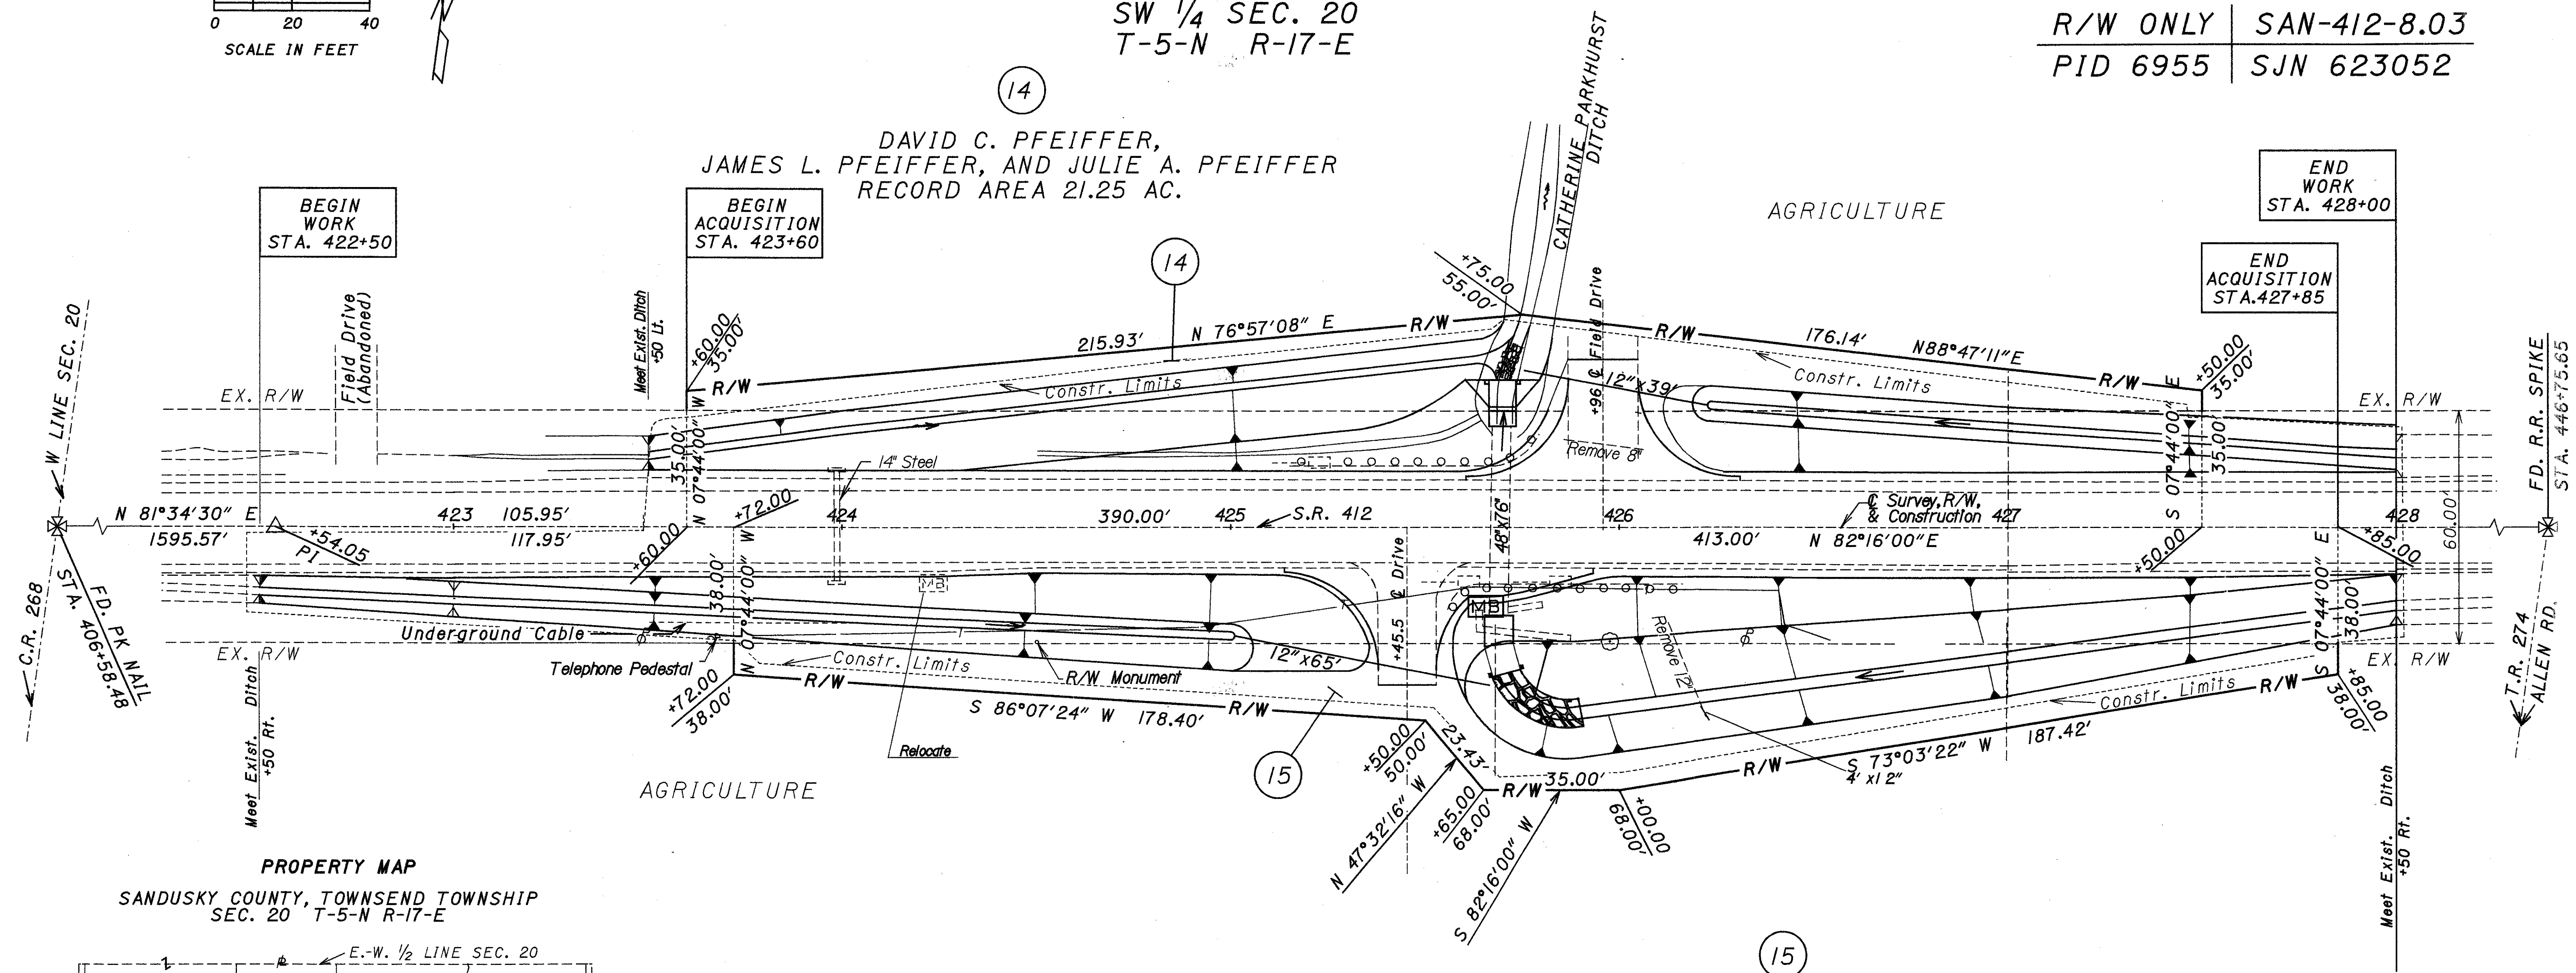 0 20 40
SCALE IN FEET
N
SW 1/4 SEC. 20
T-5-N R-17-E
R/W ONLY SAN-412-8.03
PID 6955 SJN 623052
14
DAVID C. PFEIFFER,
JAMES L. PFEIFFER, AND JULIE A. PFEIFFER
RECORD AREA 21.25 AC.
CATHERINE PARKHURST
DITCH
AGRICULTURE
BEGIN
WORK
STA. 422+50
BEGIN
ACQUISITION
STA. 423+60
END
WORK
STA. 428+00
END
ACQUISITION
STA.427+85
W LINE SEC. 20
Field Drive
(Abandoned)
Meet Exist. Ditch
+50 Lt.
+60.00
35.00'
14
215.93' N 76°57'08" E R/W
+75.00
55.00'
+96 ℄ Field Drive
R/W 176.14' N88°47'11"E
R/W
+50.00
35.00'
FD. R.R. SPIKE
STA. 446+75.65
EX. R/W
R/W
Constr. Limits
12"x39'
Constr. Limits
EX. R/W
35.00'
N 07°44'00" W
14" Steel
Remove 8"
S 07°44'00" E
35.00'
60.00'
N 81°34'30" E
1595.57'
423 105.95'
117.95'
+54.05
PI
+72.00
+60.00
424
390.00'
425
S.R. 412
48"x76'
426
℄ Survey,R/W,
& Construction
427
413.00' N 82°16'00"E
428
+50.00
+85.00
C.R. 268
FD. PK NAIL
STA. 406+58.48
38.00'
N 07°44'00" W
MB
+45.5 ℄ Drive
MB
S 07°44'00" E
38.00'
T.R. 274
ALLEN RD.
Underground Cable
EX. R/W
Telephone Pedestal
Constr. Limits
R/W Monument
12"x65'
Remove 12"
EX. R/W
Constr. Limits
R/W
+85.00
38.00'
+72.00
38.00'
R/W
S 86°07'24" W 178.40' R/W
Relocate
15
+50.00
50.00'
23.43'
N 47°32'16" W
+65.00
68.00'
R/W
35.00'
S 82°16'00" W
+00.00
68.00'
R/W
S 73°03'22" W 187.42'
4' x12"
Meet Exist. Ditch
+50 Rt.
AGRICULTURE
Meet Exist. Ditch
+50 Rt.
PROPERTY MAP
SANDUSKY COUNTY, TOWNSEND TOWNSHIP
SEC. 20 T-5-N R-17-E
E.-W. 1/2 LINE SEC. 20
15